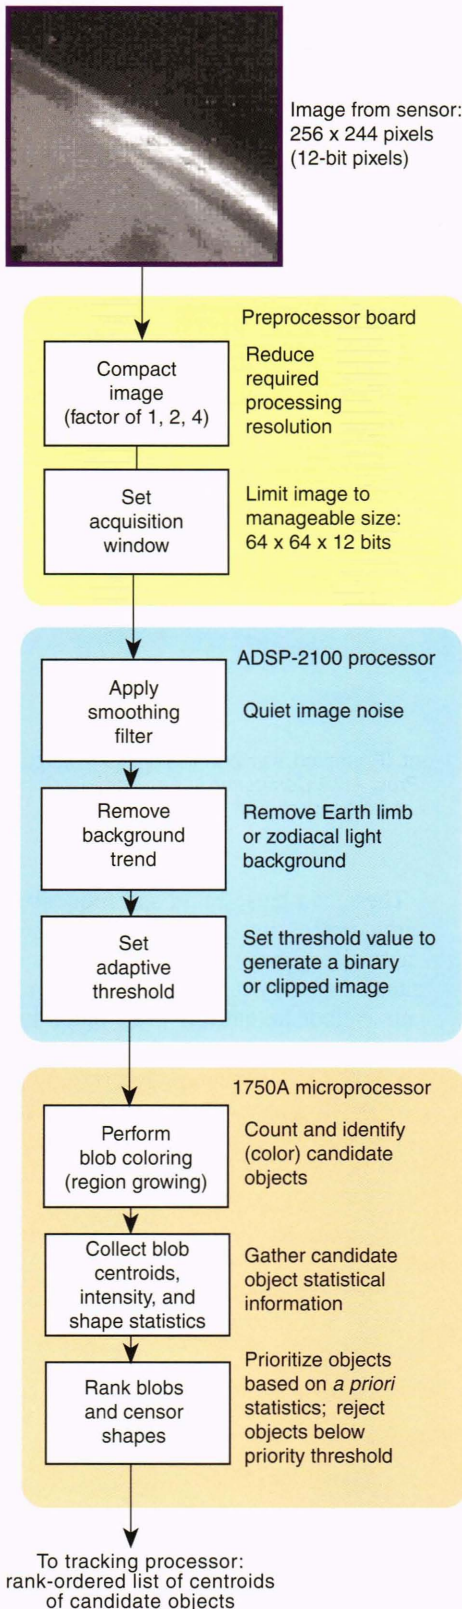 Image from sensor:
256 x 244 pixels
(12-bit pixels)
Preprocessor board
Compact
image
(factor of 1, 2, 4)
Reduce
required
processing
resolution
Set
acquisition
window
Limit image to
manageable size:
64 x 64 x 12 bits
ADSP-2100 processor
Apply
smoothing
filter
Quiet image noise
Remove
background
trend
Remove Earth limb
or zodiacal light
background
Set
adaptive
threshold
Set threshold value to
generate a binary
or clipped image
1750A microprocessor
Perform
blob coloring
(region growing)
Count and identify
(color) candidate
objects
Collect blob
centroids,
intensity, and
shape statistics
Gather candidate
object statistical
information
Rank blobs
and censor
shapes
Prioritize objects
based on a priori
statistics; reject
objects below
priority threshold
To tracking processor:
rank-ordered list of centroids
of candidate objects